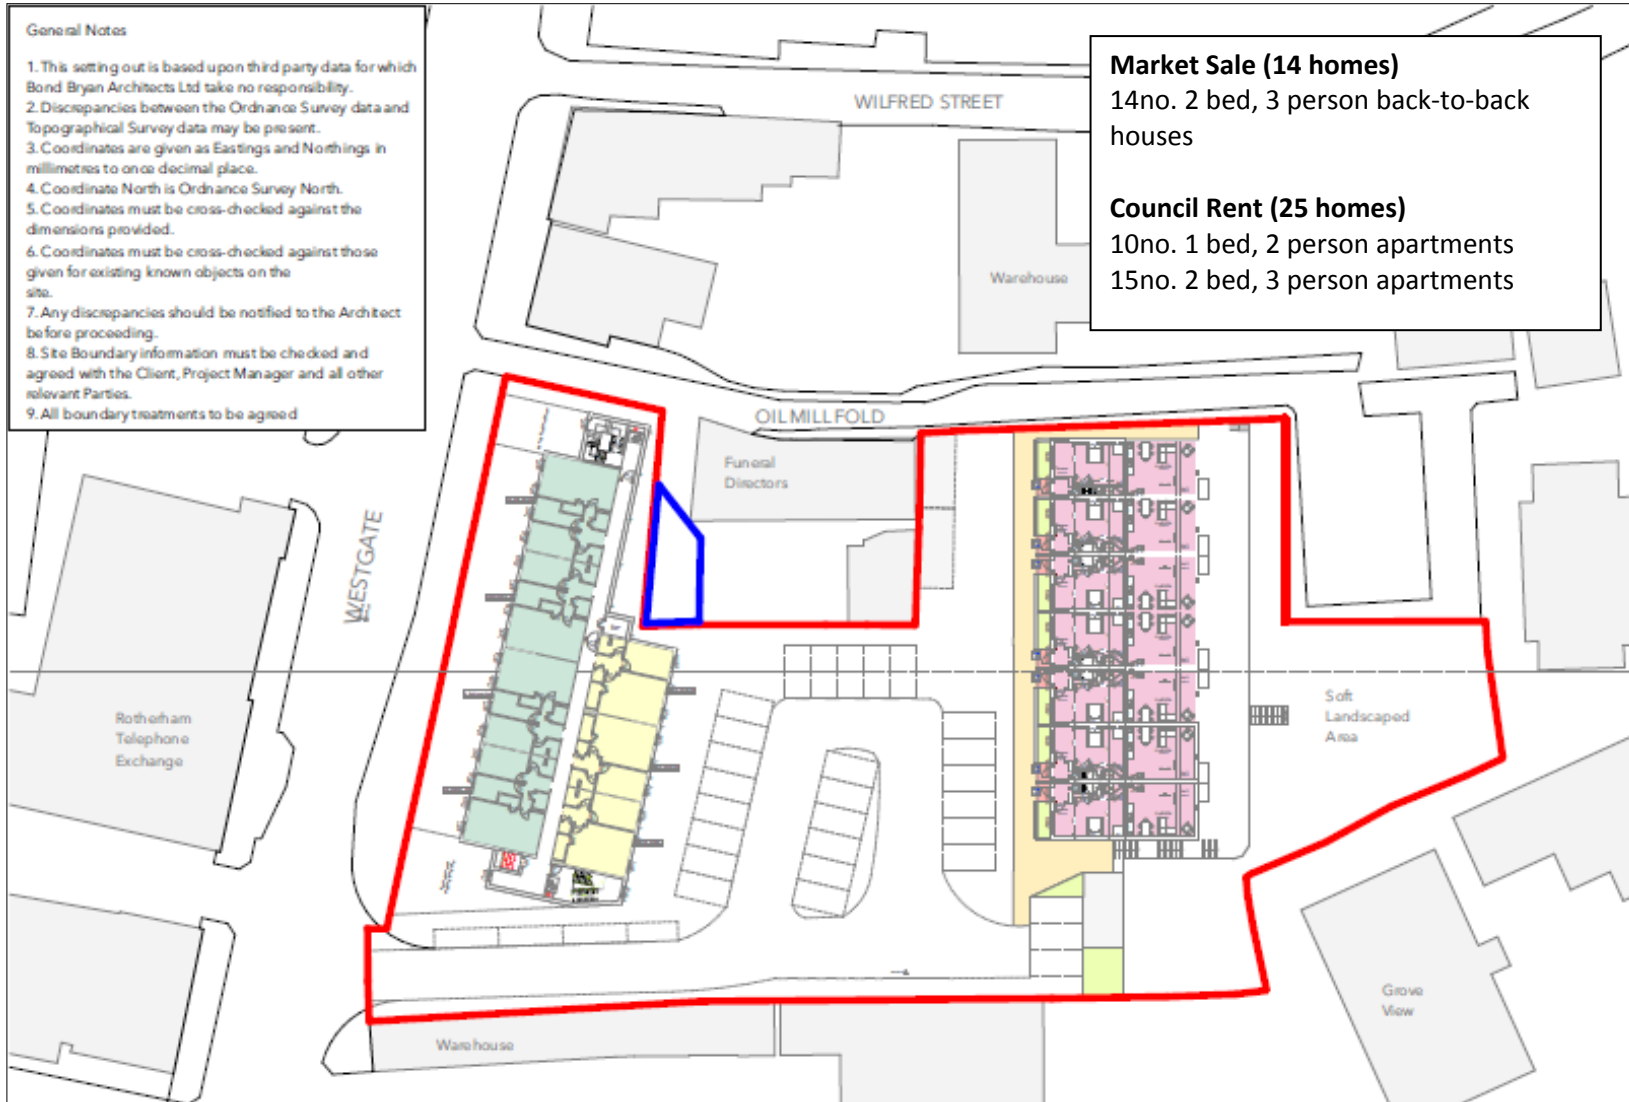 General Notes
1. This setting out is based upon third party data for which
Bond Bryan Architects Ltd take no responsibility.
2. Discrepancies between the Ordnance Survey data and
Topographical Survey data may be present.
3. Coordinates are given as Eastings and Northings in
millimetres to once decimal place.
4. Coordinate North is Ordnance Survey North.
5. Coordinates must be cross-checked against the
dimensions provided.
6. Coordinates must be cross-checked against those
given for existing known objects on the
site.
7. Any discrepancies should be notified to the Architect
before proceeding.
8. Site Boundary information must be checked and
agreed with the Client, Project Manager and all other
relevant Parties.
9. All boundary treatments to be agreed
Market Sale (14 homes)
14no. 2 bed, 3 person back-to-back
houses
Council Rent (25 homes)
10no. 1 bed, 2 person apartments
15no. 2 bed, 3 person apartments
WILFRED STREET
Warehouse
OIL MILL FOLD
Funeral
Directors
WESTGATE
Rotherham
Telephone
Exchange
Soft
Landscaped
Area
Grove
View
Warehouse